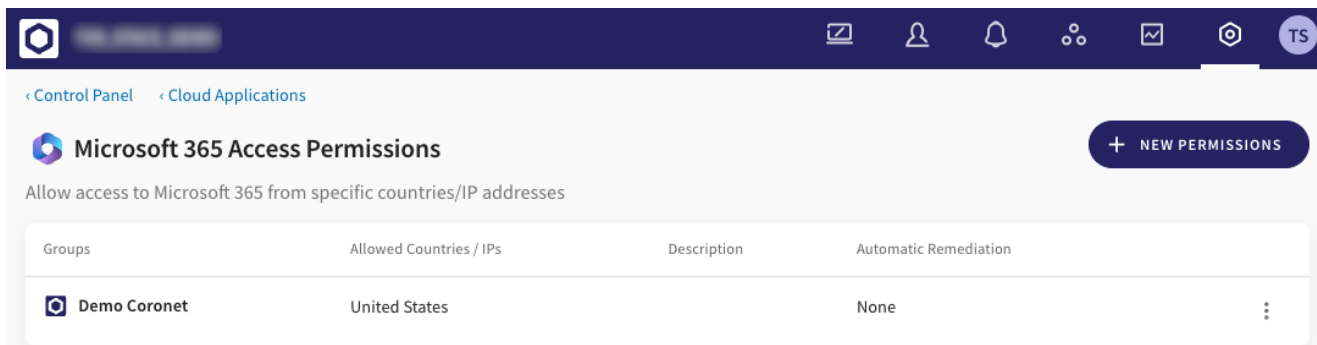 TS
‹ Control Panel ‹ Cloud Applications
Microsoft 365 Access Permissions
+ NEW PERMISSIONS
Allow access to Microsoft 365 from specific countries/IP addresses
Groups Allowed Countries / IPs Description Automatic Remediation
Demo Coronet United States None